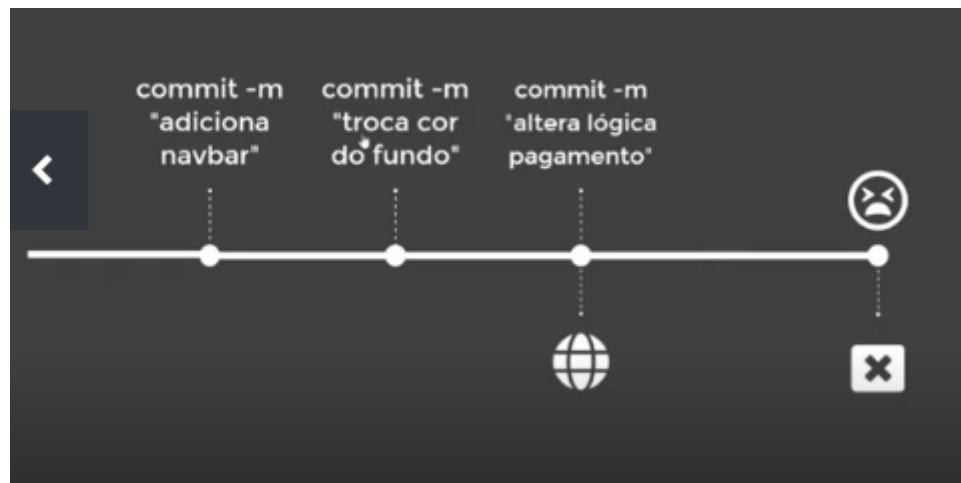 commit -m
"adiciona
navbar"
commit -m
"troca cor
do fundo"
commit -m
"altera lógica
pagamento"